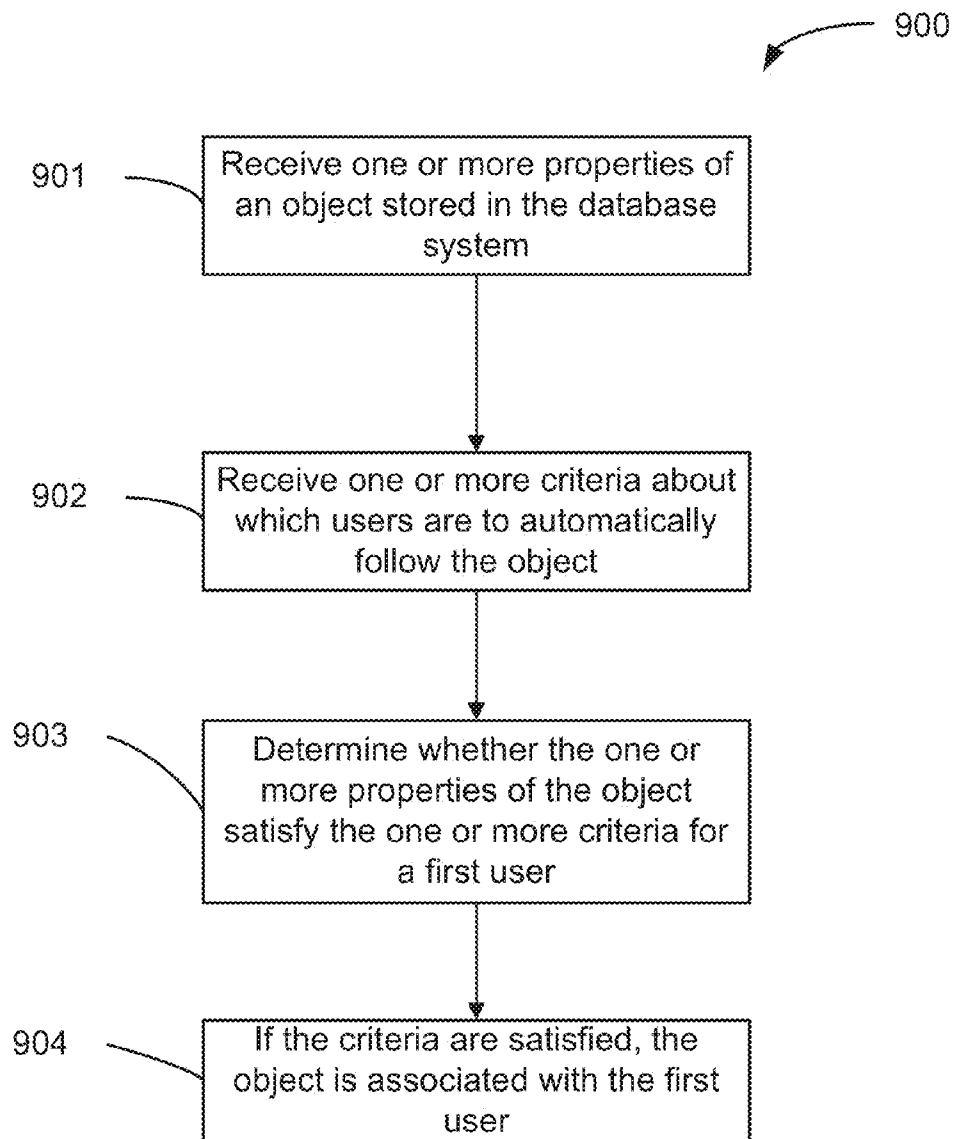 900
901
Receive one or more properties of
an object stored in the database
system
902
Receive one or more criteria about
which users are to automatically
follow the object
903
Determine whether the one or
more properties of the object
satisfy the one or more criteria for
a first user
904
If the criteria are satisfied, the
object is associated with the first
user